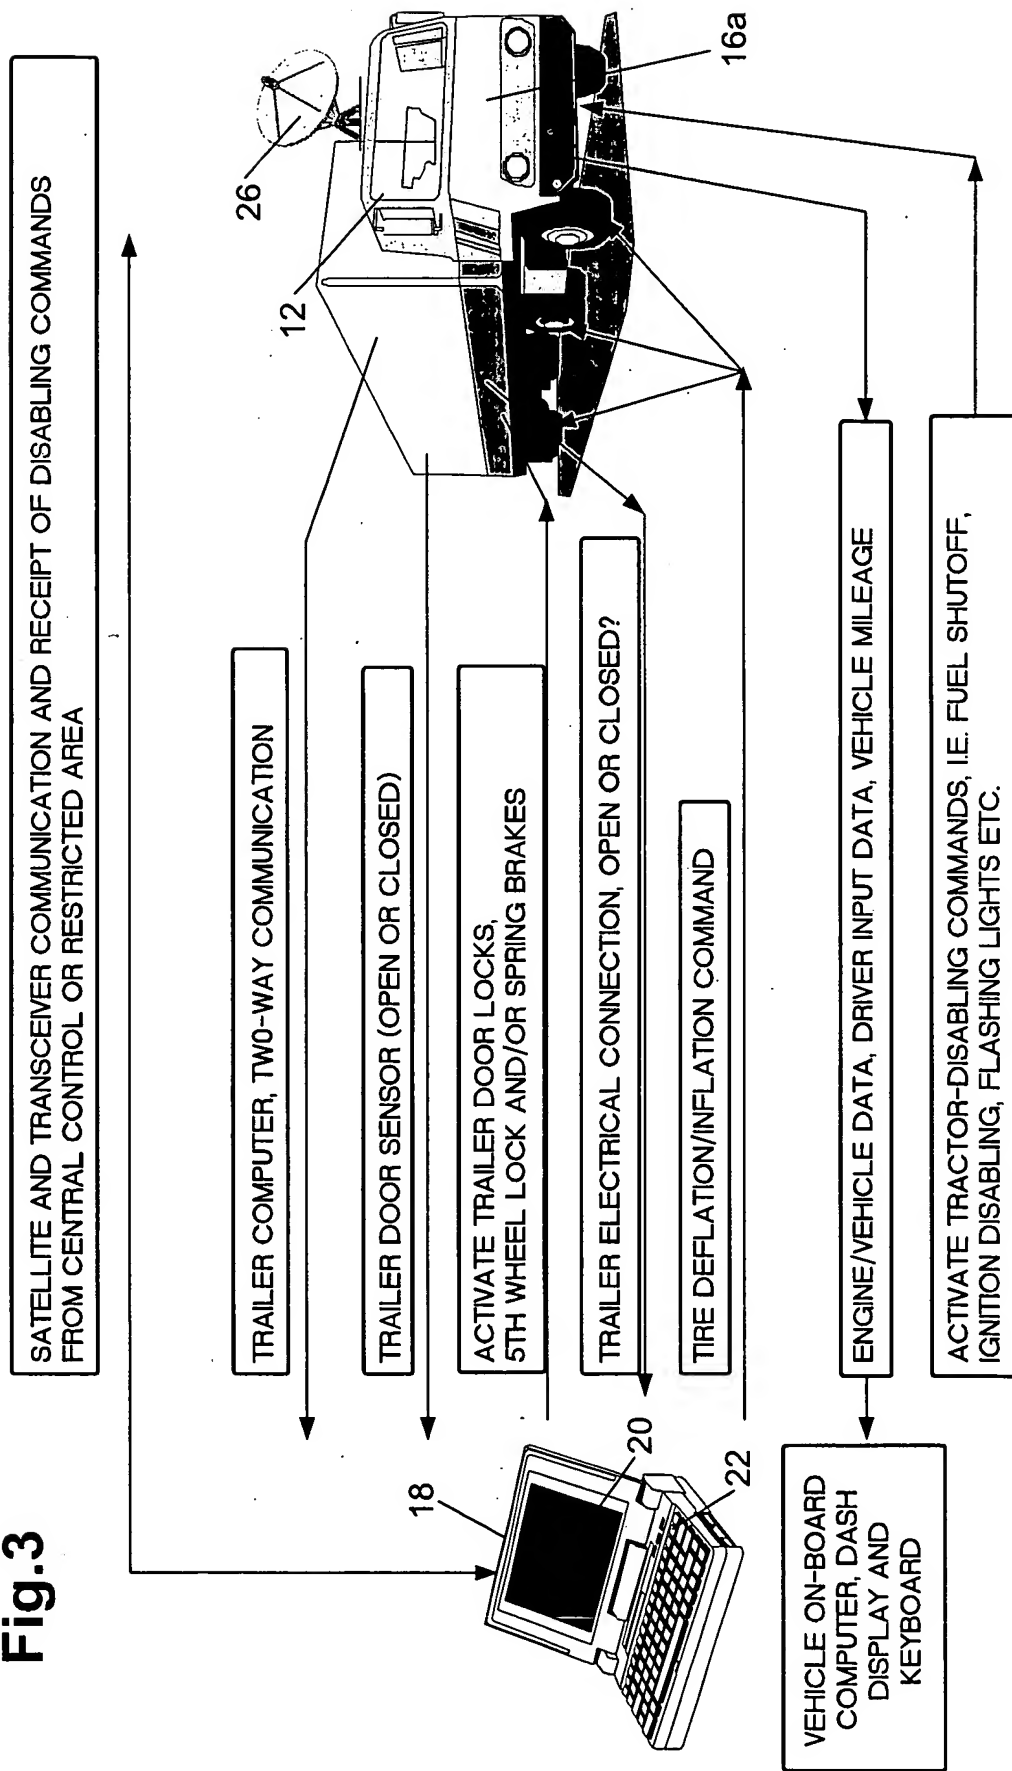 Fig.3
SATELLITE AND TRANSCEIVER COMMUNICATION AND RECEIPT OF DISABLING COMMANDS
FROM CENTRAL CONTROL OR RESTRICTED AREA
26
12
16a
TRAILER COMPUTER, TWO-WAY COMMUNICATION
TRAILER DOOR SENSOR (OPEN OR CLOSED)
ACTIVATE TRAILER DOOR LOCKS,
5TH WHEEL LOCK AND/OR SPRING BRAKES
TRAILER ELECTRICAL CONNECTION, OPEN OR CLOSED?
TIRE DEFLATION/INFLATION COMMAND
18
20
22
VEHICLE ON-BOARD
COMPUTER, DASH
DISPLAY AND
KEYBOARD
ENGINE/VEHICLE DATA, DRIVER INPUT DATA, VEHICLE MILEAGE
ACTIVATE TRACTOR-DISABLING COMMANDS, I.E. FUEL SHUTOFF,
IGNITION DISABLING, FLASHING LIGHTS ETC.